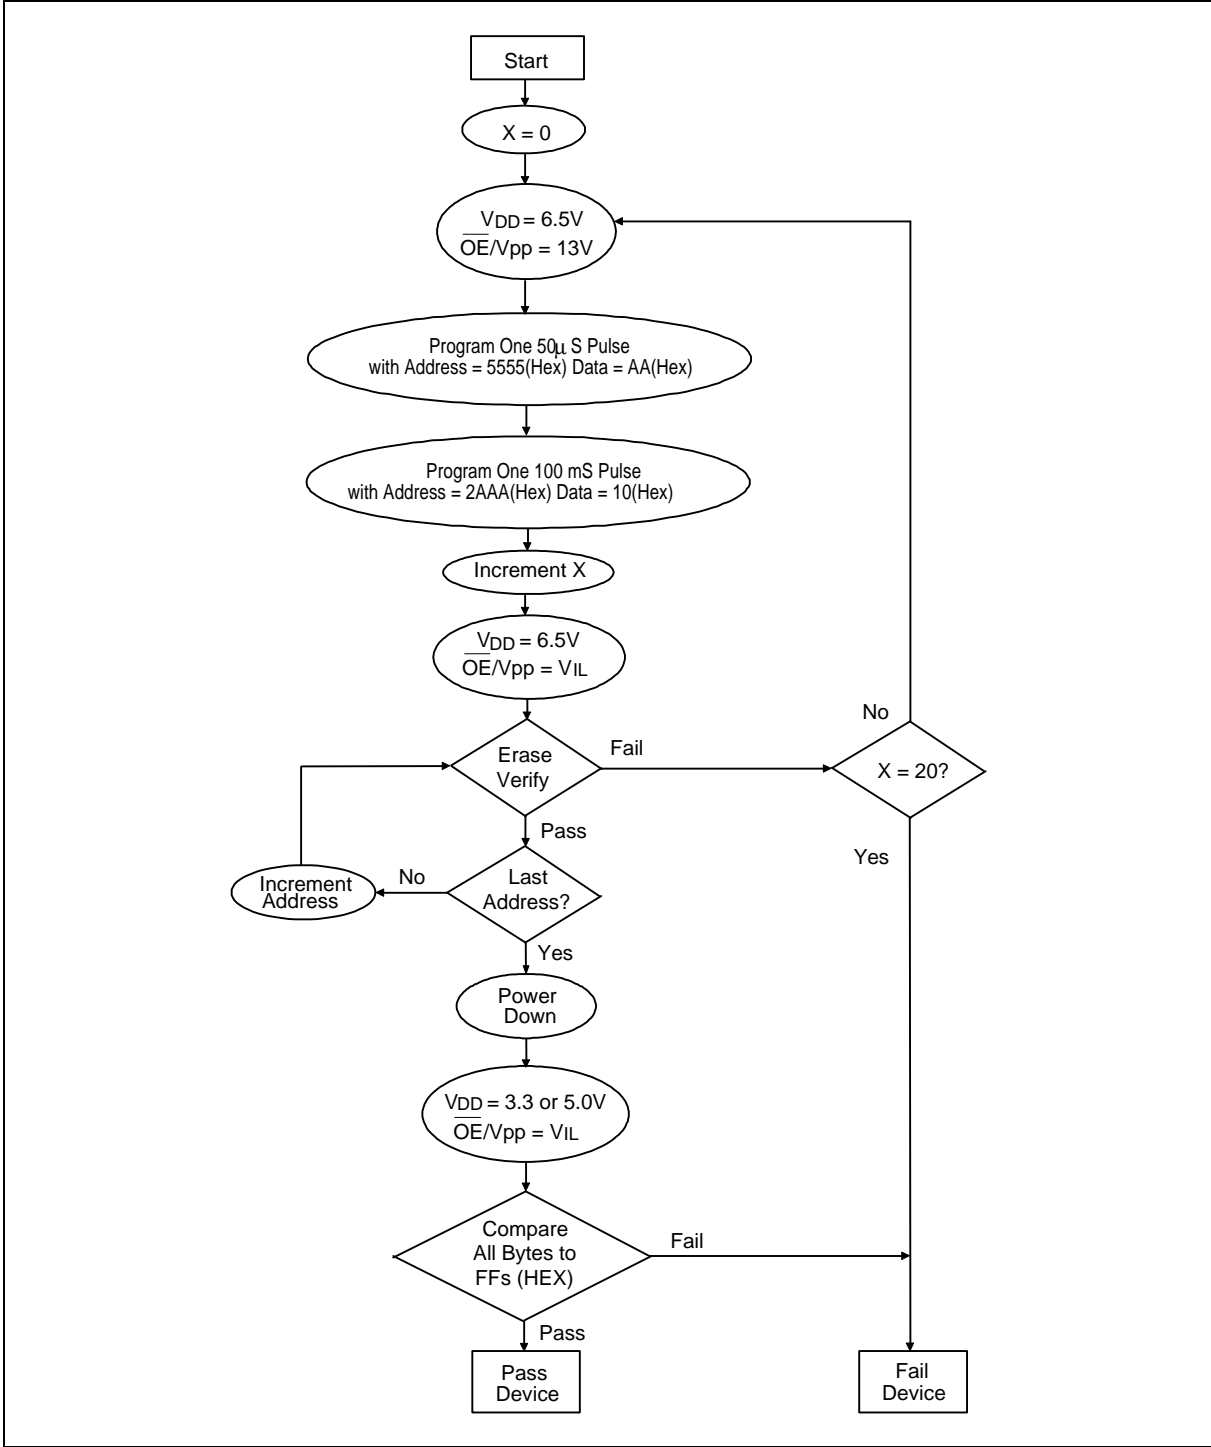 Start
X = 0
VDD = 6.5V
OE/Vpp = 13V
Program One 50μ S Pulse
with Address = 5555(Hex) Data = AA(Hex)
Program One 100 mS Pulse
with Address = 2AAA(Hex) Data = 10(Hex)
Increment X
VDD = 6.5V
OE/Vpp = VIL
No
Erase
Verify
Fail
X = 20?
Pass
Yes
Increment
Address
No
Last
Address?
Yes
Power
Down
VDD = 3.3 or 5.0V
OE/Vpp = VIL
Compare
All Bytes to
FFs (HEX)
Fail
Pass
Pass
Device
Fail
Device